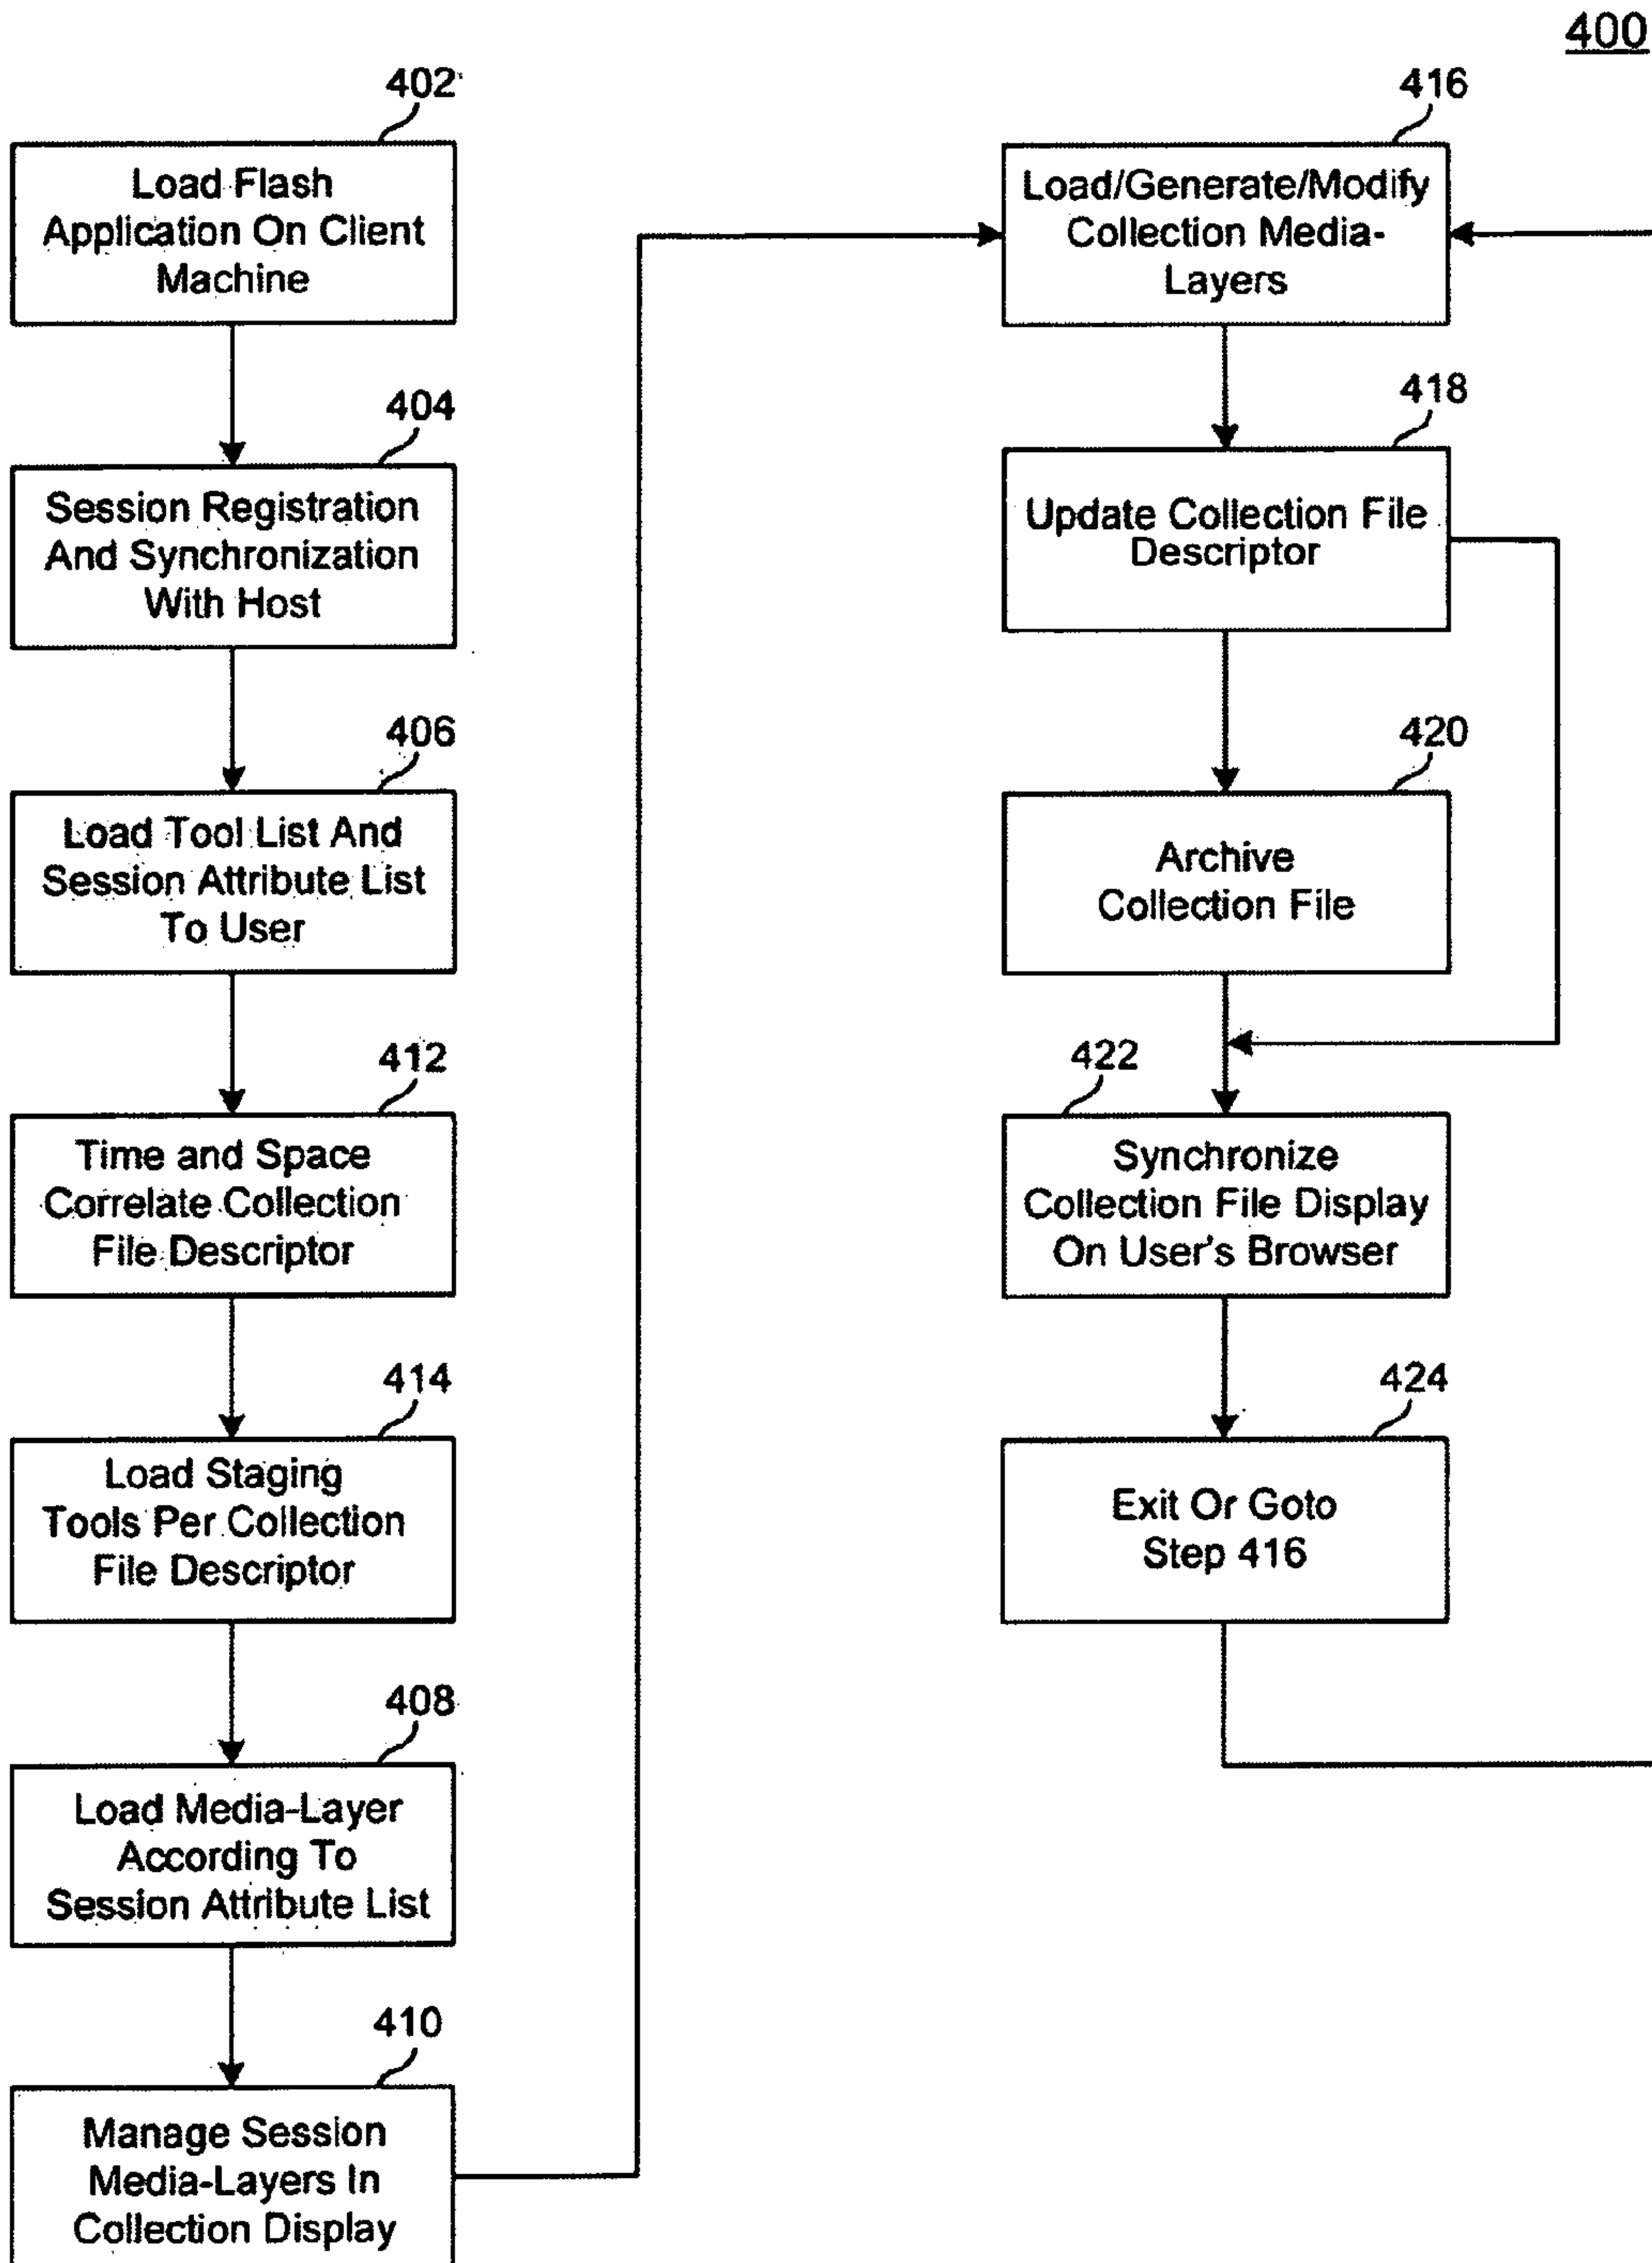 400
402
Load Flash
Application On Client
Machine
404
Session Registration
And Synchronization
With Host
406
Load Tool List And
Session Attribute List
To User
412
Time and Space
Correlate Collection
File Descriptor
414
Load Staging
Tools Per Collection
File Descriptor
408
Load Media-Layer
According To
Session Attribute List
410
Manage Session
Media-Layers In
Collection Display
416
Load/Generate/Modify
Collection Media-
Layers
418
Update Collection File
Descriptor
420
Archive
Collection File
422
Synchronize
Collection File Display
On User's Browser
424
Exit Or Goto
Step 416